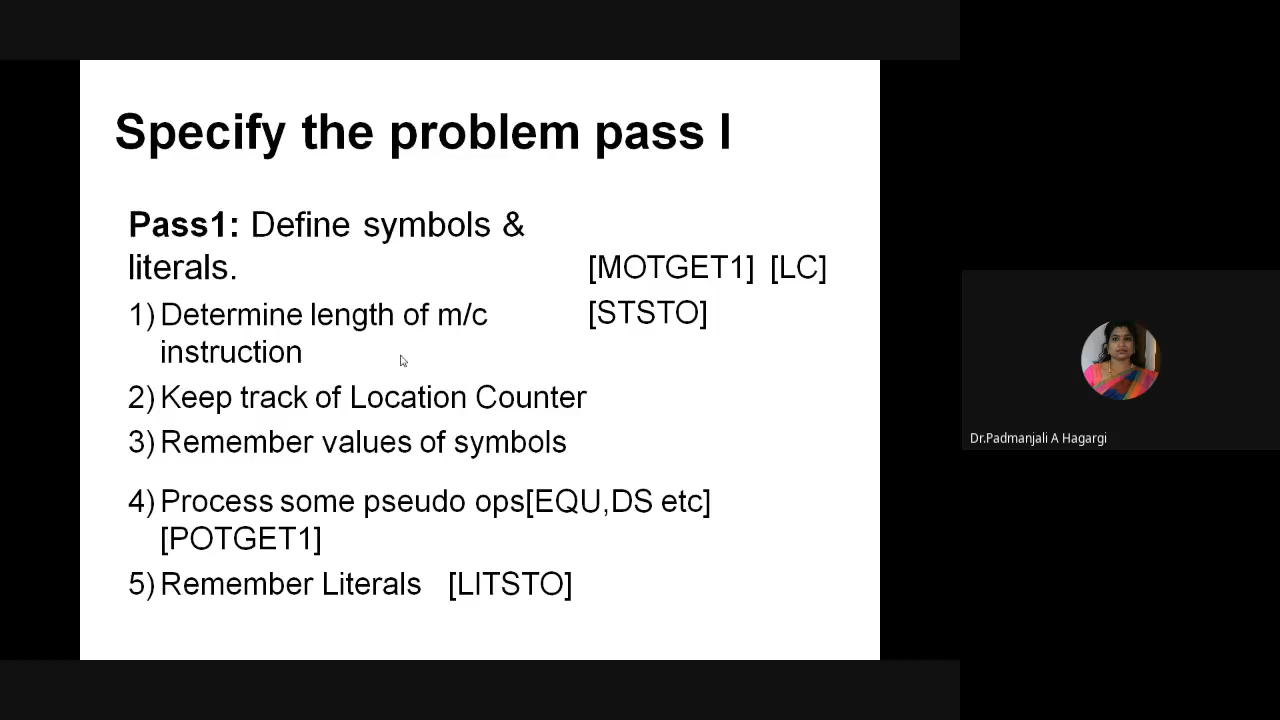 Specify the problem pass I
Pass1: Define symbols &
literals.
[MOTGET1] [LC]
1) Determine length of m/c
[STSTO]
instruction
2) Keep track of Location Counter
3) Remember values of symbols
4) Process some pseudo ops[EQU,DS etc]
[POTGET1]
5) Remember Literals [LITSTO]
Dr.Padmanjali A Hagargi